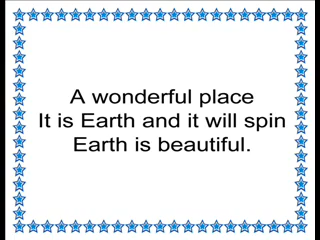 A wonderful place
It is Earth and it will spin
Earth is beautiful.